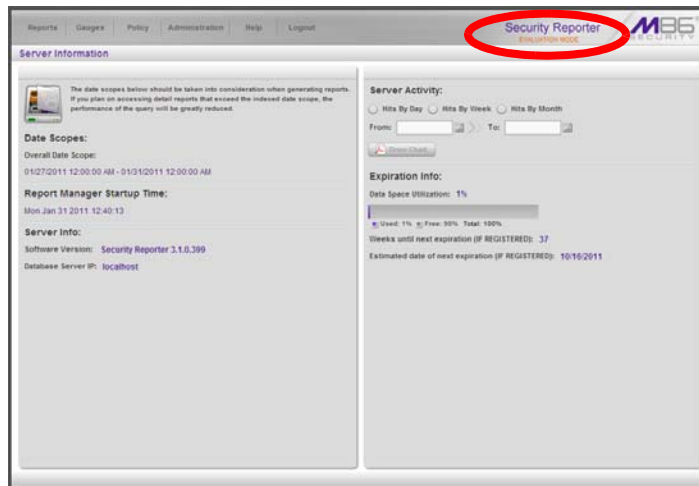 Reports Gauges Policy Administration Help Logout
Security Reporter
EVALUATION MODE
M86
SECURITY
Server Information
The date scopes below should be taken into consideration when generating reports.
If you plan on accessing detail reports that exceed the indexed date scope, the
performance of the query will be greatly reduced.
Date Scopes:
Overall Date Scope:
01/27/2011 12:00:00 AM - 01/31/2011 12:00:00 AM
Report Manager Startup Time:
Mon Jan 31 2011 12:40:13
Server Info:
Software Version: Security Reporter 3.1.0.399
Database Server IP: localhost
Server Activity:
Hits By Day Hits By Week Hits By Month
From: To:
Draw Chart
Expiration Info:
Data Space Utilization: 1%
Used: 1% Free: 99% Total: 100%
Weeks until next expiration (IF REGISTERED): 37
Estimated date of next expiration (IF REGISTERED): 10/16/2011